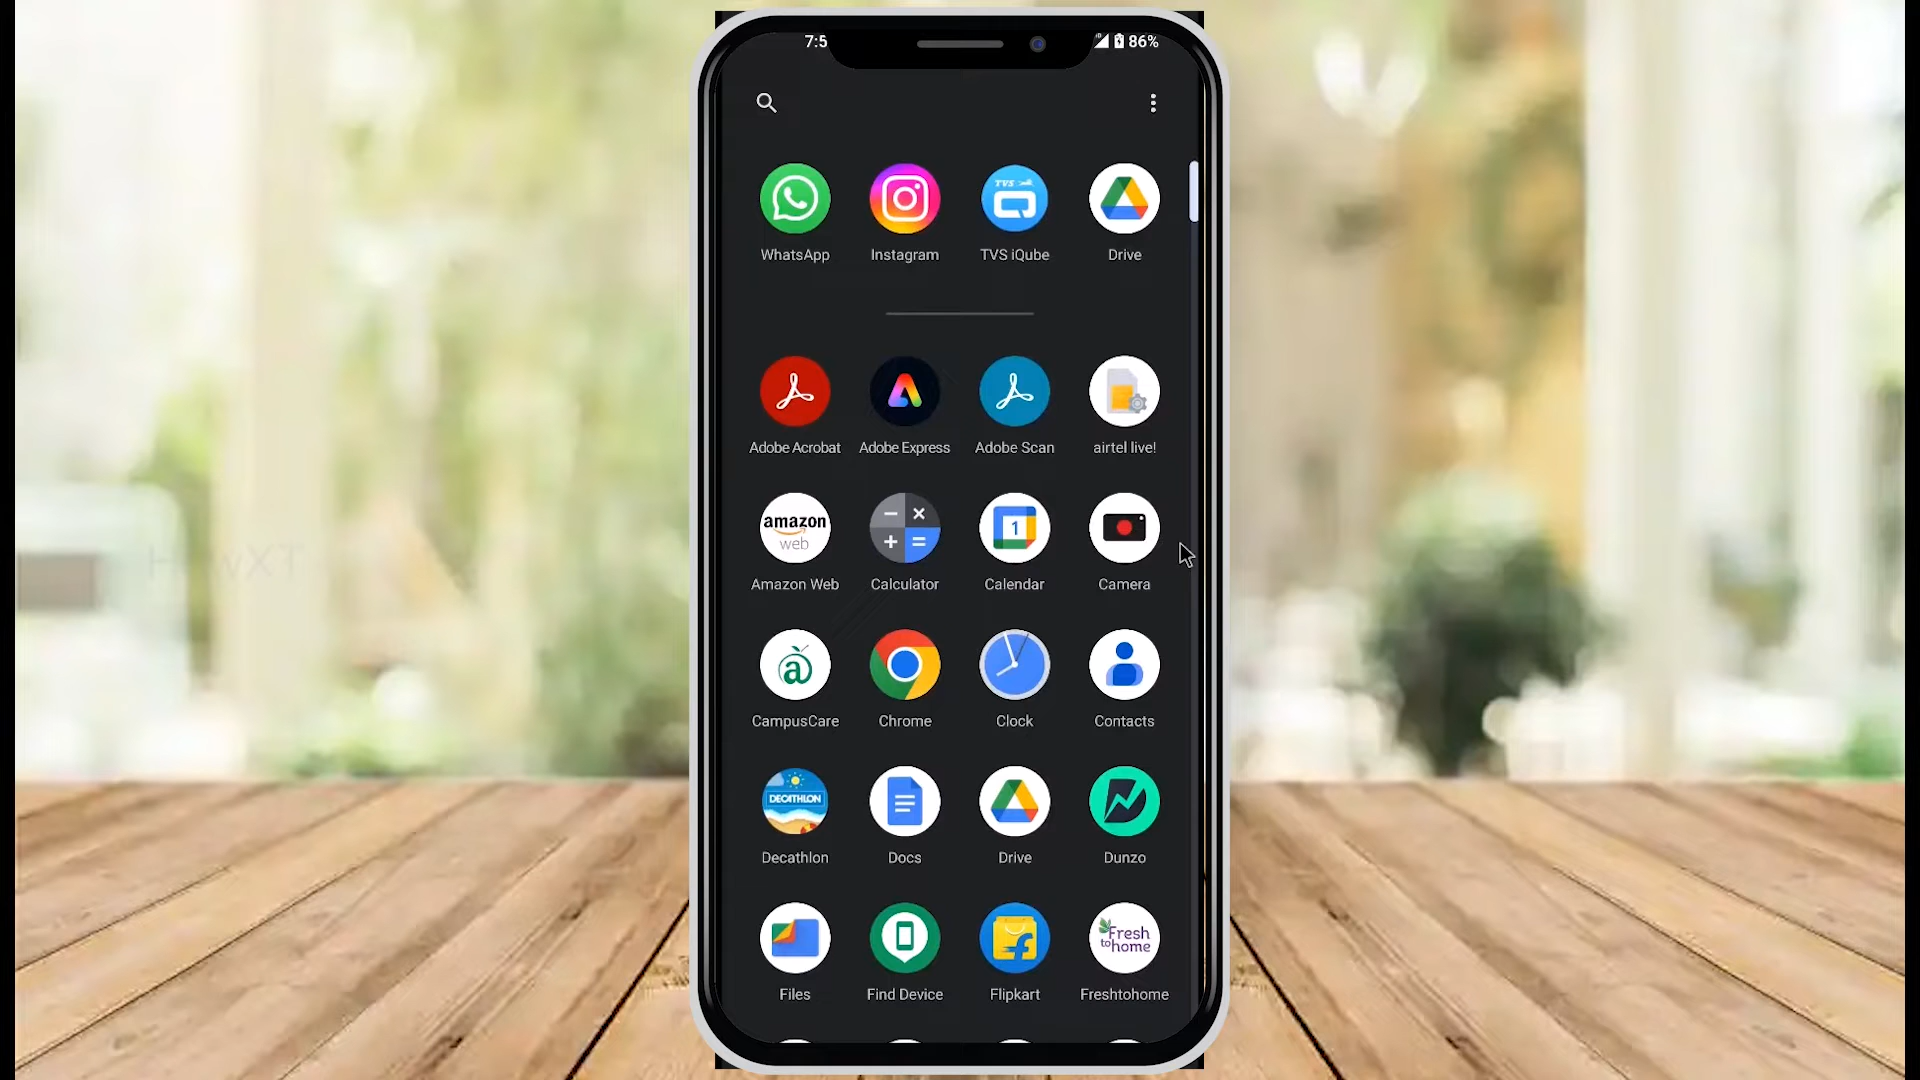 7:5
86%
WhatsApp Instagram TVS iQube Drive
TVS
Adobe Acrobat Adobe Express Adobe Scan airtel live!
amazon
web
1
Amazon Web Calculator Calendar Camera
CampusCare Chrome Clock Contacts
DECATHLON
Decathlon Docs Drive Dunzo
Fresh
to home
Files Find Device Flipkart Freshtohome